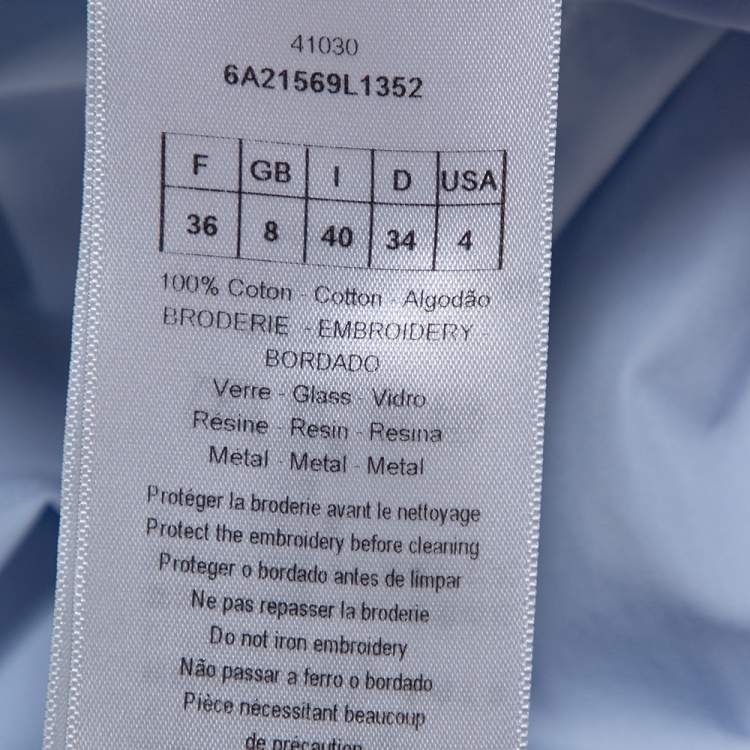 41030
6A21569L1352
F GB I D USA
36 8 40 34 4
100% Coton - Cotton - Algodão
BRODERIE - EMBROIDERY -
BORDADO
Verre - Glass - Vidro
Résine - Resin - Resina
Metal - Metal - Metal
Protéger la broderie avant le nettoyage
Protect the embroidery before cleaning
Proteger o bordado antes de limpar
Ne pas repasser la broderie
Do not iron embroidery
Não passar a ferro o bordado
Pièce nécessitant beaucoup
de précaution